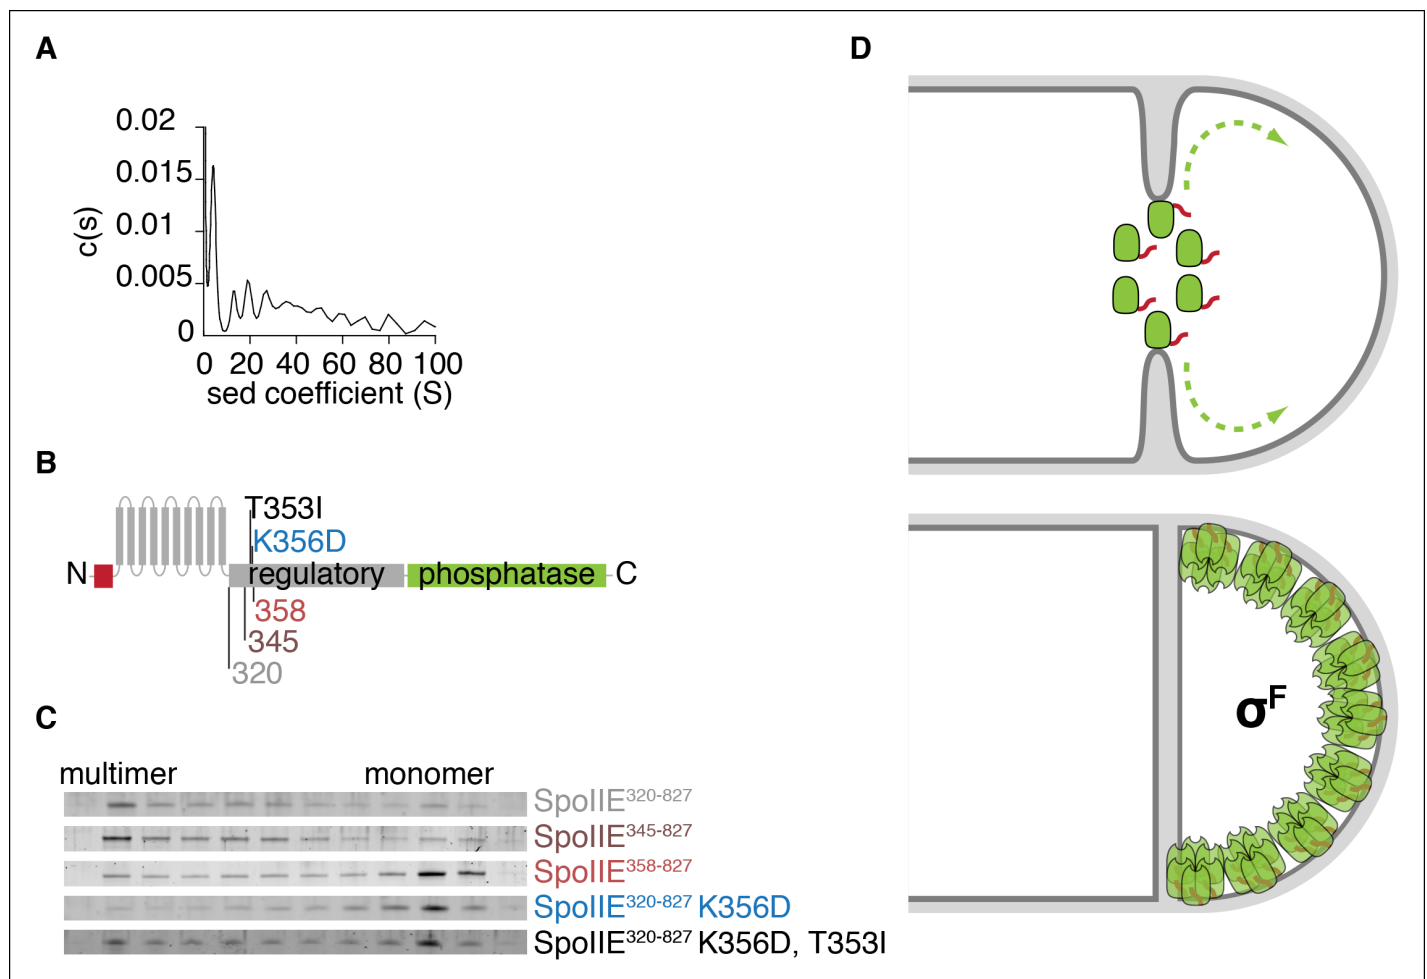 A
0.02
0.015
0.01
0.005
0
c(s)
0 20 40 60 80 100
sed coefficient (S)
B
T353I
K356D
N regulatory phosphatase C
358
345
320
C
multimer monomer
SpoIIE320-827
SpoIIE345-827
SpoIIE358-827
SpoIIE320-827 K356D
SpoIIE320-827 K356D, T353I
D
σF